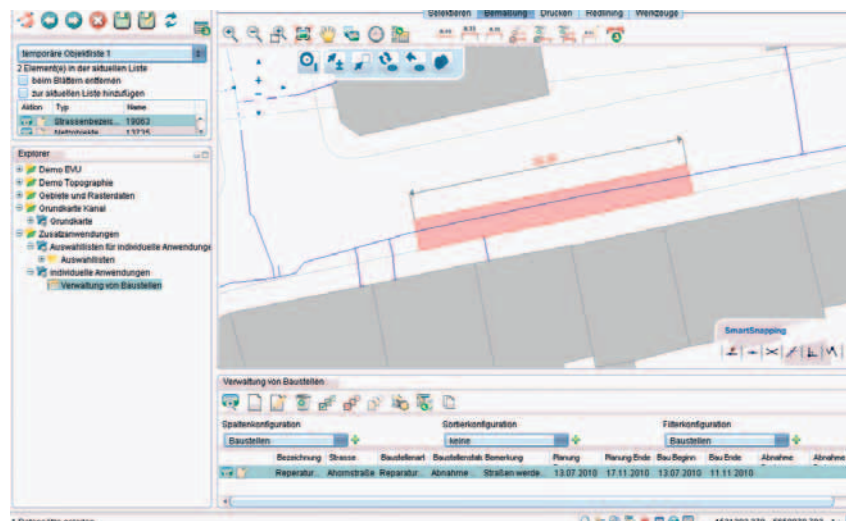 Selektieren Bemaßung Drucken Redlining Werkzeuge
temporäre Objektliste 1
2 Element(e) in der aktuellen Liste
beim Blättern entfernen
zur aktuellen Liste hinzufügen
Aktion Typ Name
Strassenbezeic... 19063
Netzobjekte 13735
Explorer
Demo EVU
Demo Topographie
Gebiete und Rasterdaten
Grundkarte Kanal
Grundkarte
Zusatzanwendungen
Auswahllisten für individuelle Anwendunge
Auswahllisten
Individuelle Anwendungen
Verwaltung von Baustellen
SmartSnapping
Verwaltung von Baustellen
Spaltenkonfiguration Sortierkonfiguration Filterkonfiguration
Baustellen keine Baustellen
Bezeichnung Strasse Baustellenart Baustellenstat Bemerkung Planung Planung Ende Bau Beginn Bau Ende Abnahme Abnahme
Reperatur... Ahornstraße Reparatur... Abnahme... Straßen werde... 13.07.2010 17.11.2010 13.07.2010 11.11.2010